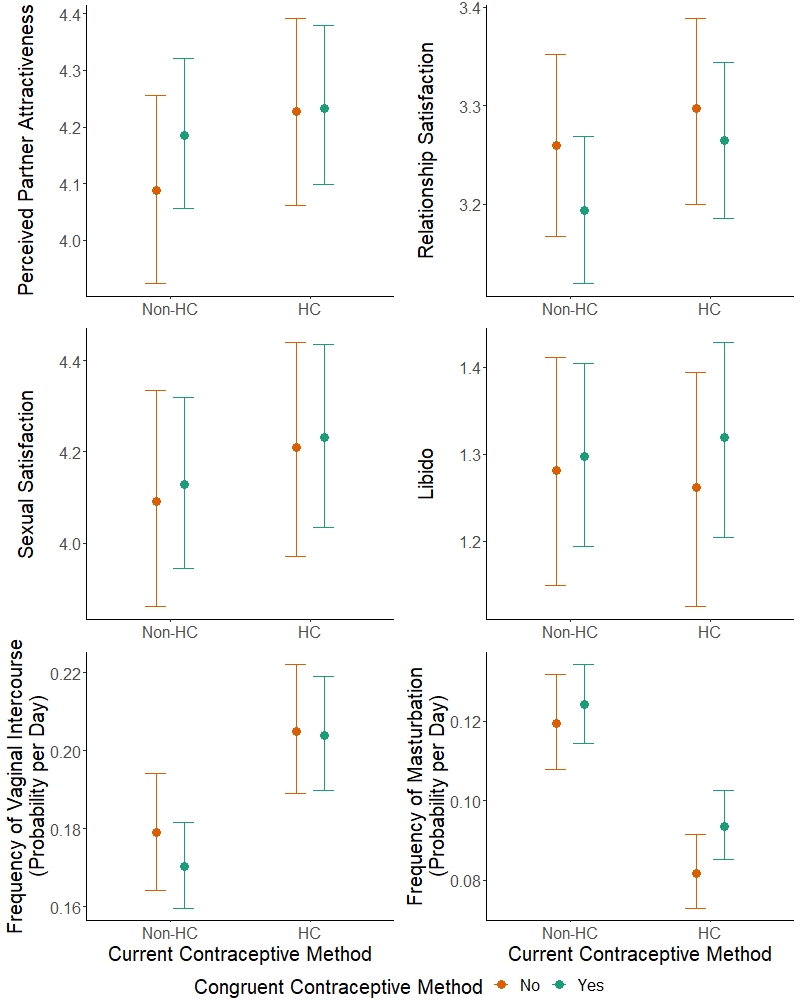 Perceived Partner Attractiveness
4.4
4.3
4.2
4.1
4.0
Non-HC
HC
Relationship Satisfaction
3.4
3.3
3.2
Non-HC
HC
Sexual Satisfaction
4.4
4.2
4.0
Non-HC
HC
Libido
1.4
1.3
1.2
Non-HC
HC
Frequency of Vaginal Intercourse
(Probability per Day)
0.22
0.20
0.18
0.16
Non-HC
HC
Current Contraceptive Method
Frequency of Masturbation
(Probability per Day)
0.12
0.10
0.08
Non-HC
HC
Current Contraceptive Method
Congruent Contraceptive Method No Yes